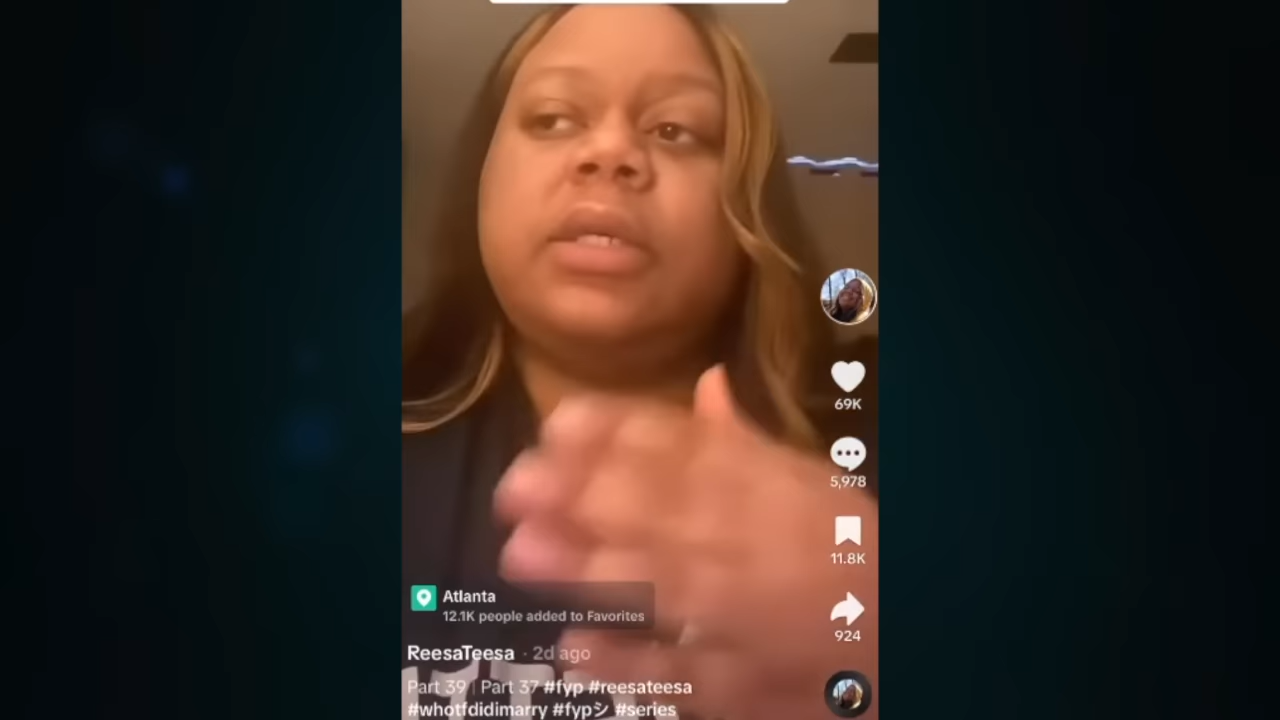 69K
5,978
11.8K
924
Atlanta
12.1K people added to Favorites
ReesaTeesa · 2d ago
Part 39 | Part 37 #fyp #reesateesa
#whotfdidimarry #fypシ #series